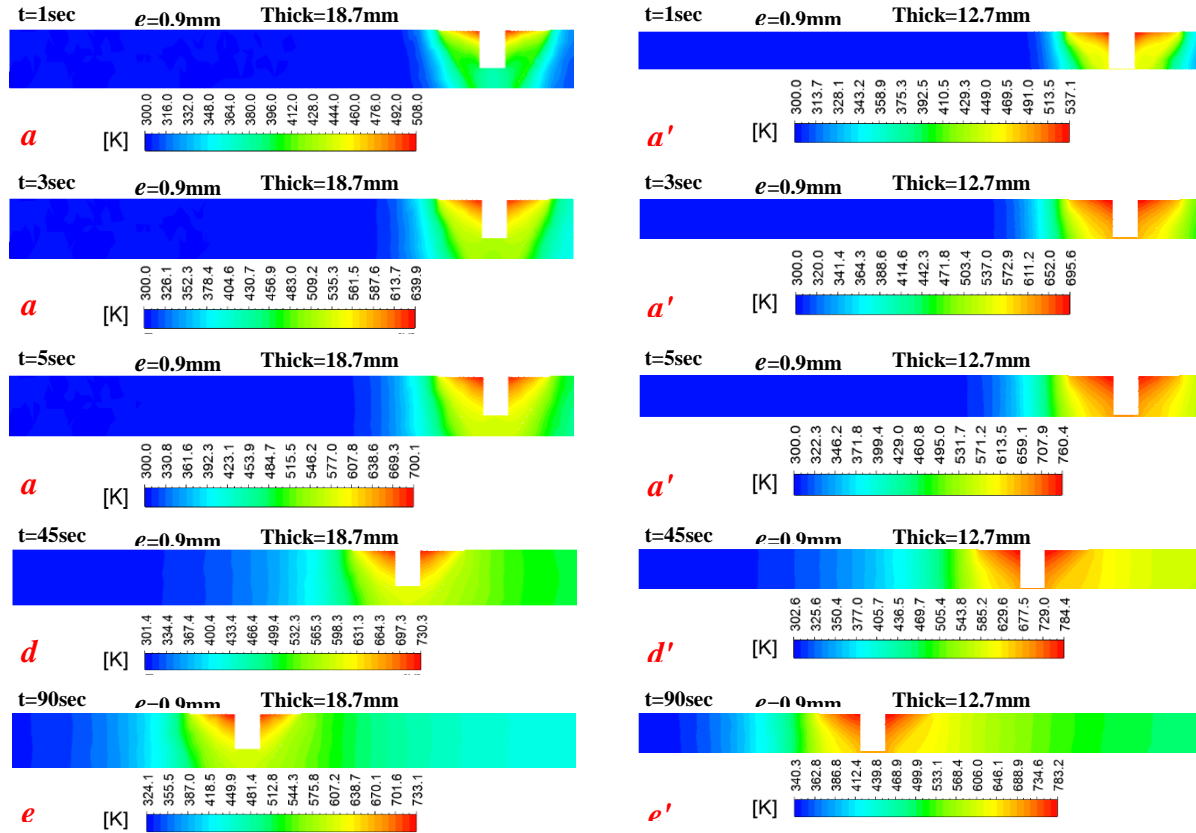 t=1sec e=0.9mm Thick=18.7mm
300.0 316.0 332.0 348.0 364.0 380.0 396.0 412.0 428.0 444.0 460.0 476.0 492.0 508.0
a [K]
t=1sec e=0.9mm Thick=12.7mm
300.0 313.7 328.1 341.2 358.9 375.3 392.5 410.5 429.3 449.0 469.5 491.0 513.5 537.1
a' [K]
t=3sec e=0.9mm Thick=18.7mm
300.0 326.1 352.3 378.4 404.6 430.7 456.9 483.0 509.2 535.3 561.5 587.6 613.7 639.9
a [K]
t=3sec e=0.9mm Thick=12.7mm
300.0 320.0 341.4 364.3 388.6 414.6 442.3 471.8 503.4 537.0 572.9 611.2 652.0 695.6
a' [K]
t=5sec e=0.9mm Thick=18.7mm
300.0 330.8 361.6 392.3 423.1 453.9 484.7 515.5 546.2 577.0 607.8 638.6 669.3 700.1
a [K]
t=5sec e=0.9mm Thick=12.7mm
300.0 322.3 346.2 371.8 399.4 429.0 460.8 495.0 531.7 571.2 613.5 659.1 707.9 760.4
a' [K]
t=45sec e=0.9mm Thick=18.7mm
301.4 334.4 367.4 400.4 433.4 466.4 499.4 532.3 565.3 598.3 631.3 664.3 697.3 730.3
d [K]
t=45sec e=0.9mm Thick=12.7mm
302.6 325.6 350.4 377.0 405.7 436.5 469.7 505.4 543.8 585.2 629.6 677.5 729.0 784.4
d' [K]
t=90sec e=0.9mm Thick=18.7mm
324.1 355.5 387.0 418.5 449.9 481.4 512.8 544.3 575.8 607.2 638.7 670.1 701.6 733.1
e [K]
t=90sec e=0.9mm Thick=12.7mm
340.3 362.8 386.8 412.4 439.8 468.9 499.9 533.1 568.4 606.0 646.1 688.9 734.6 783.2
e' [K]